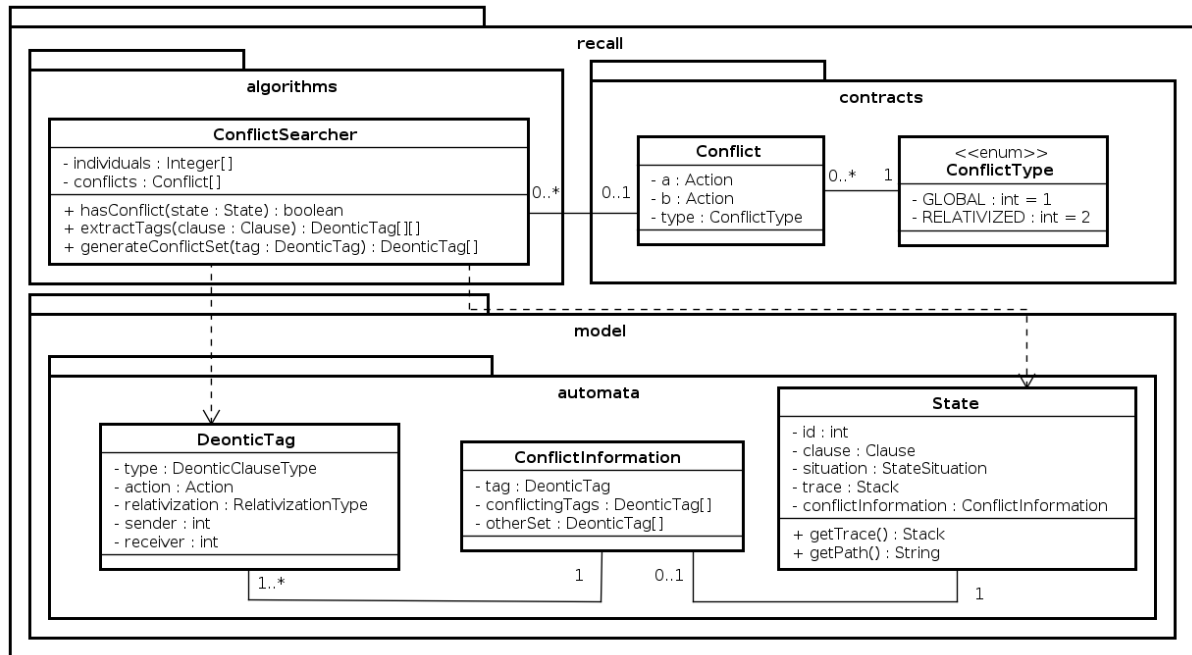 recall
algorithms
ConflictSearcher
- individuals : Integer[]
- conflicts : Conflict[]
+ hasConflict(state : State) : boolean
+ extractTags(clause : Clause) : DeonticTag[][]
+ generateConflictSet(tag : DeonticTag) : DeonticTag[]
0..*
0..1
contracts
Conflict
- a : Action
- b : Action
- type : ConflictType
0..*
1
<<enum>>
ConflictType
- GLOBAL : int = 1
- RELATIVIZED : int = 2
model
automata
DeonticTag
- type : DeonticClauseType
- action : Action
- relativization : RelativizationType
- sender : int
- receiver : int
1..*
1
ConflictInformation
- tag : DeonticTag
- conflictingTags : DeonticTag[]
- otherSet : DeonticTag[]
0..1
1
State
- id : int
- clause : Clause
- situation : StateSituation
- trace : Stack
- conflictInformation : ConflictInformation
+ getTrace() : Stack
+ getPath() : String